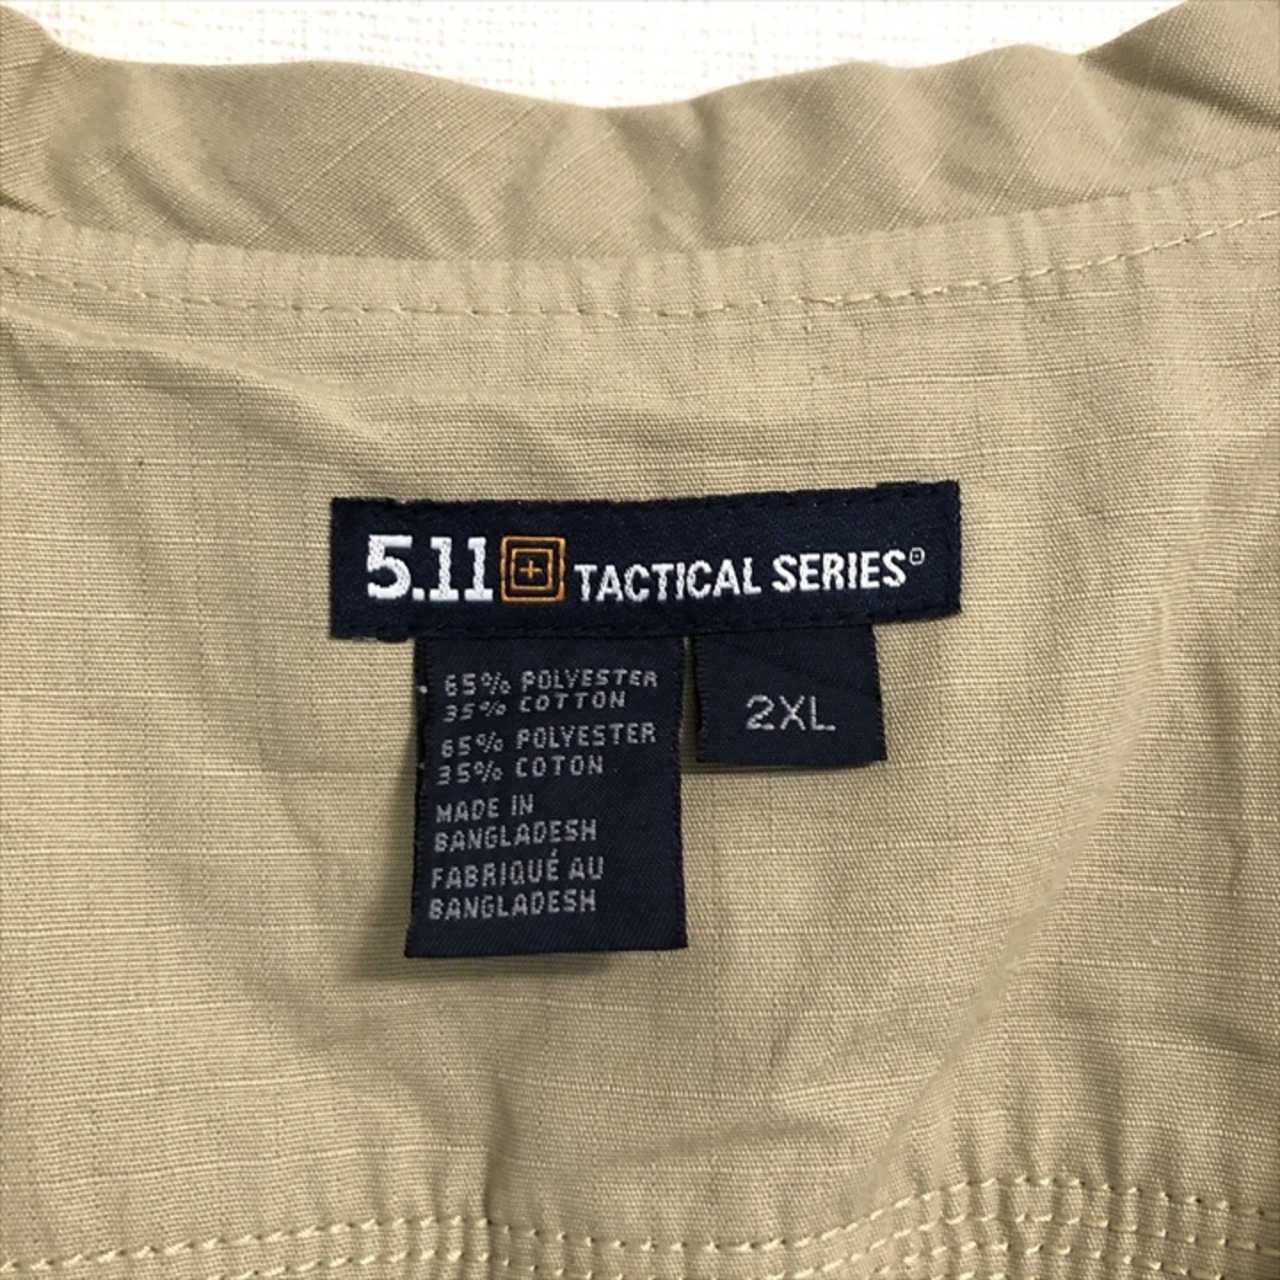 5.11 TACTICAL SERIES
65% POLYESTER
35% COTTON
65% POLYESTER
35% COTON
MADE IN
BANGLADESH
FABRIQUÉ AU
BANGLADESH
2XL